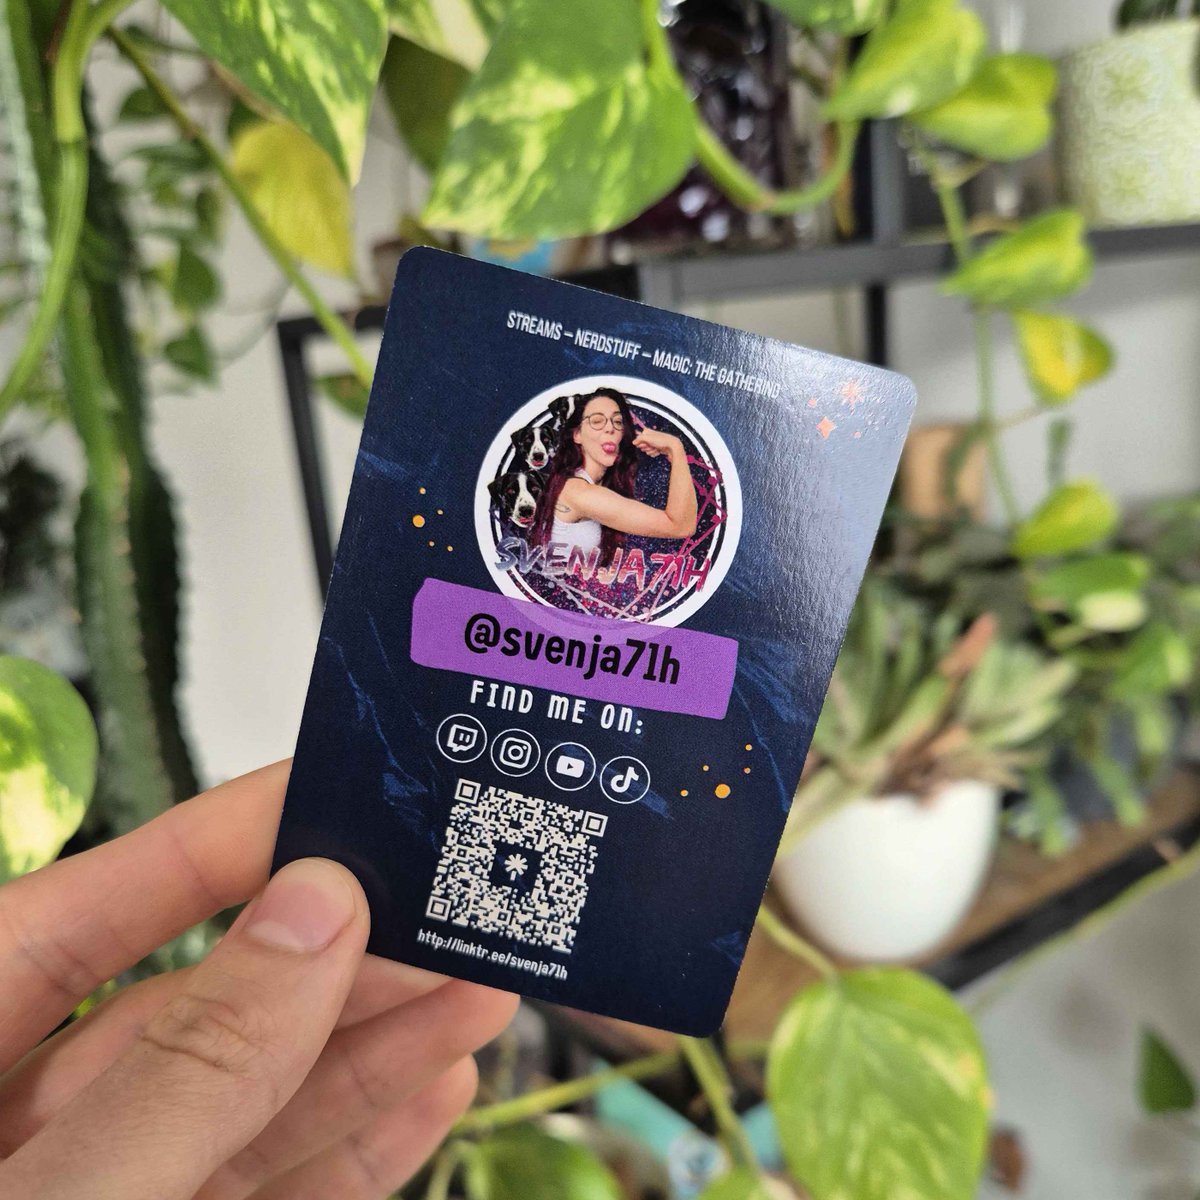 STREAMS – NERDSTUFF – MAGIC: THE GATHERING
SVENJA71H
@svenja71h
FIND ME ON:
http://linktr.ee/svenja71h